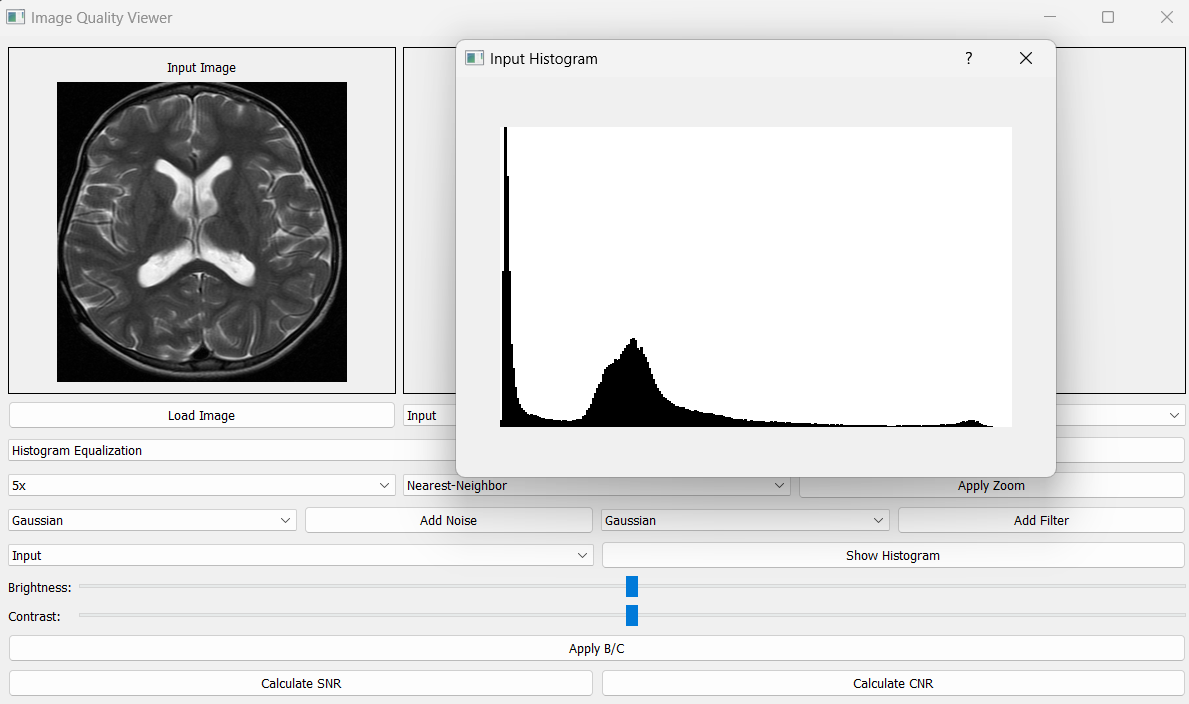 Image Quality Viewer
Input Image
Input Histogram
?
Load Image
Input
Histogram Equalization
5x
Nearest-Neighbor
Apply Zoom
Gaussian
Add Noise
Gaussian
Add Filter
Input
Show Histogram
Brightness:
Contrast:
Apply B/C
Calculate SNR
Calculate CNR